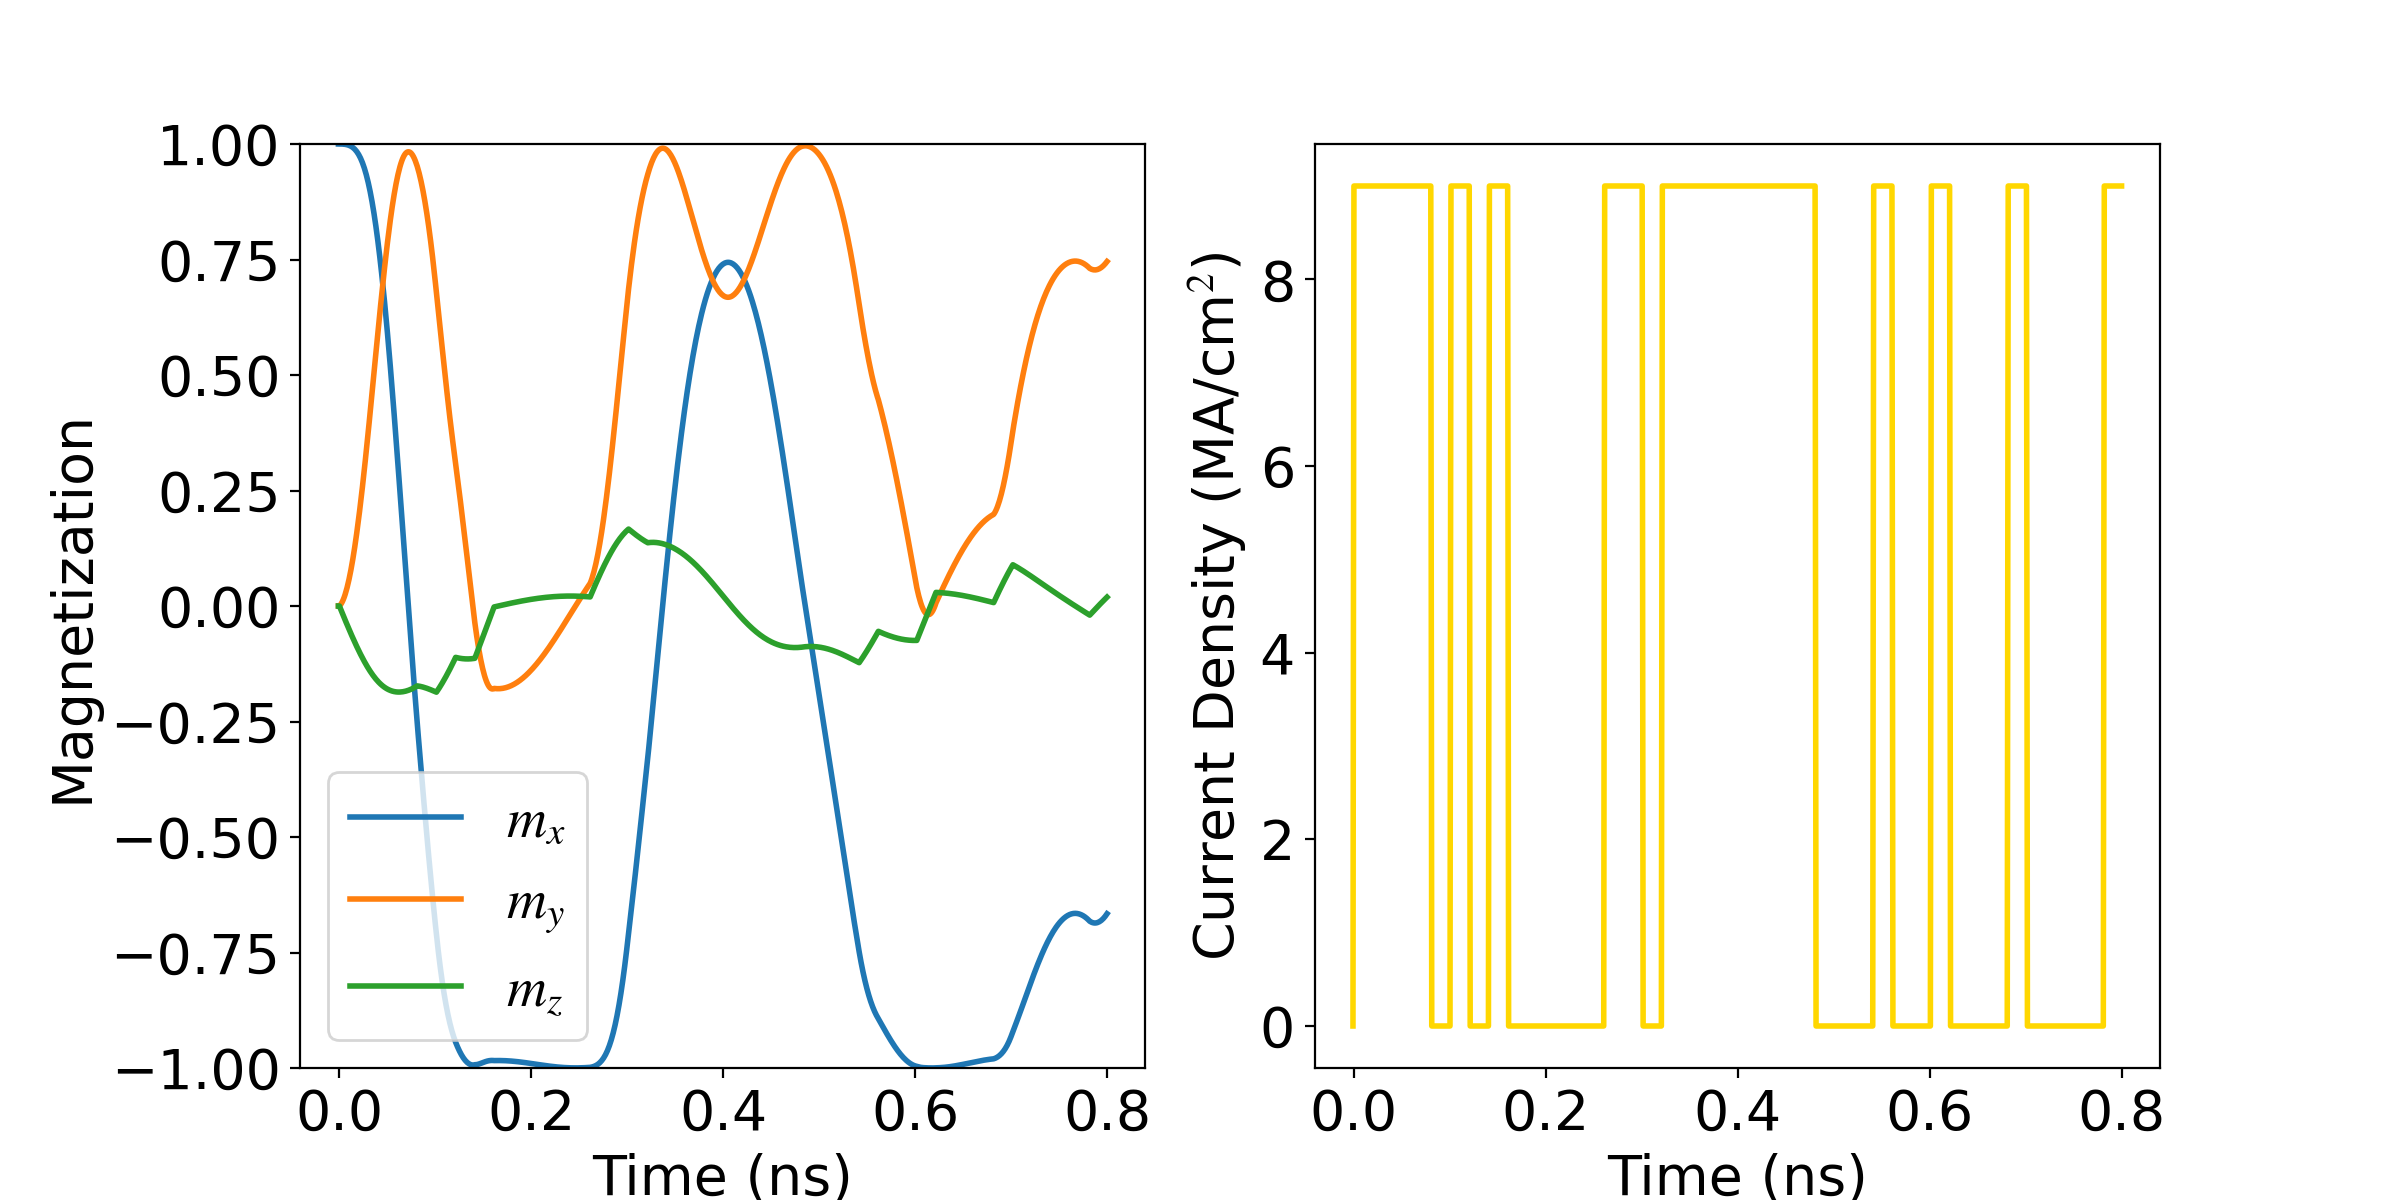 Magnetization
1.00
0.75
0.50
0.25
0.00
−0.25
−0.50
−0.75
−1.00
m_x
m_y
m_z
0.0 0.2 0.4 0.6 0.8
Time (ns)
Current Density (MA/cm²)
8
6
4
2
0
0.0 0.2 0.4 0.6 0.8
Time (ns)